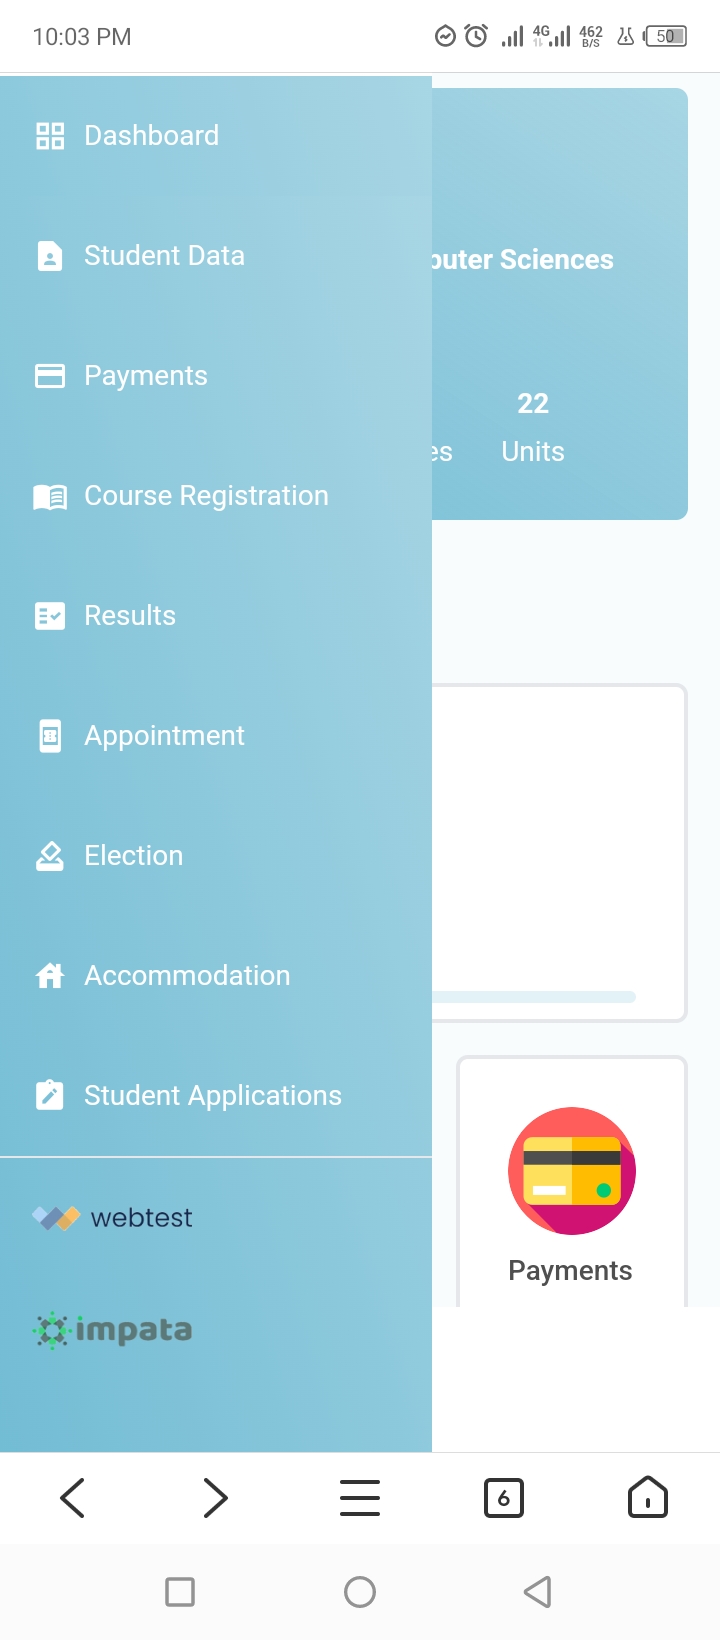 10:03 PM
4G
462
B/S
50
Dashboard
Student Data
puter Sciences
Payments
22
es
Units
Course Registration
Results
Appointment
Election
Accommodation
Student Applications
webtest
Payments
impata
6